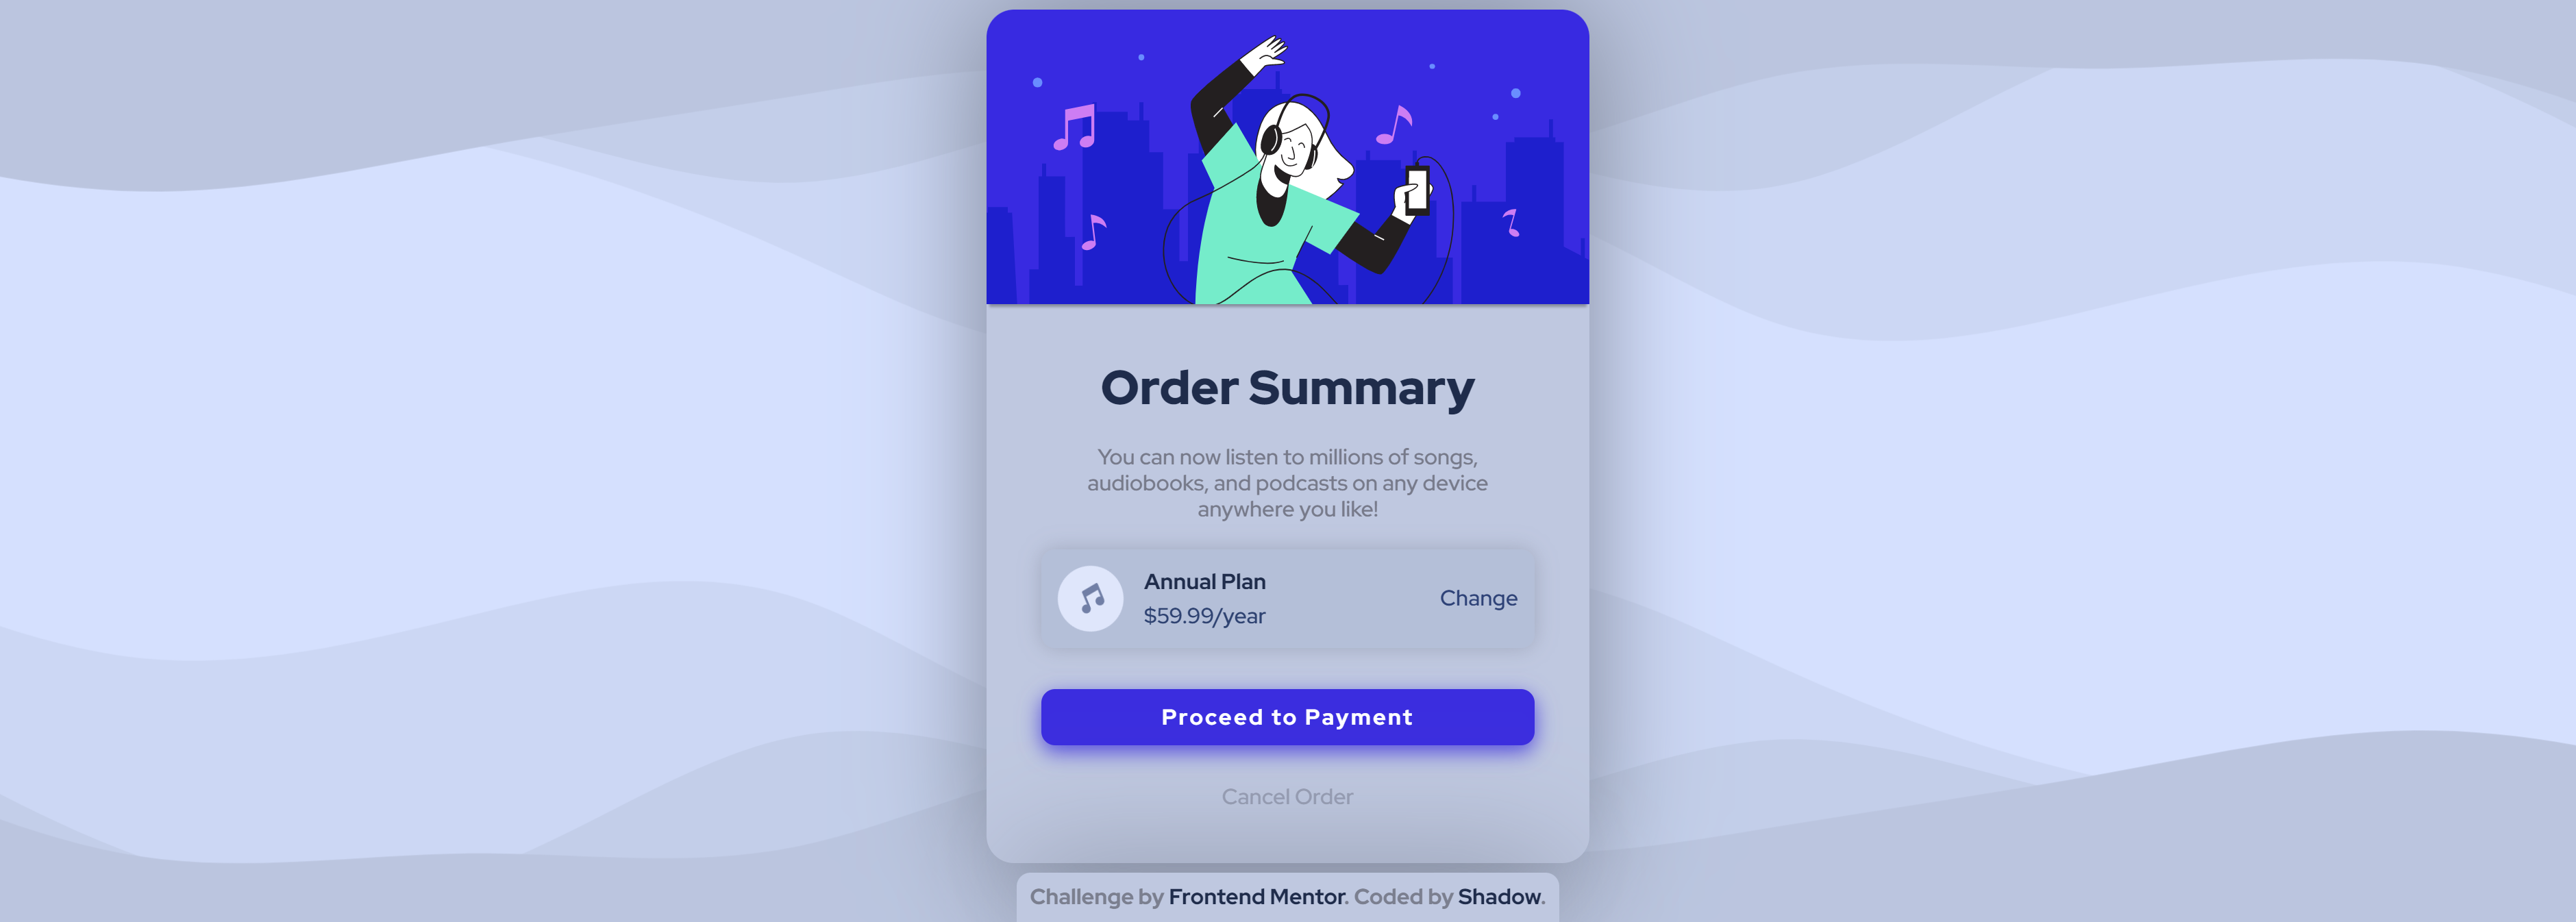 Order Summary
You can now listen to millions of songs,
audiobooks, and podcasts on any device
anywhere you like!
Annual Plan
$59.99/year
Change
Proceed to Payment
Cancel Order
Challenge by Frontend Mentor. Coded by Shadow.